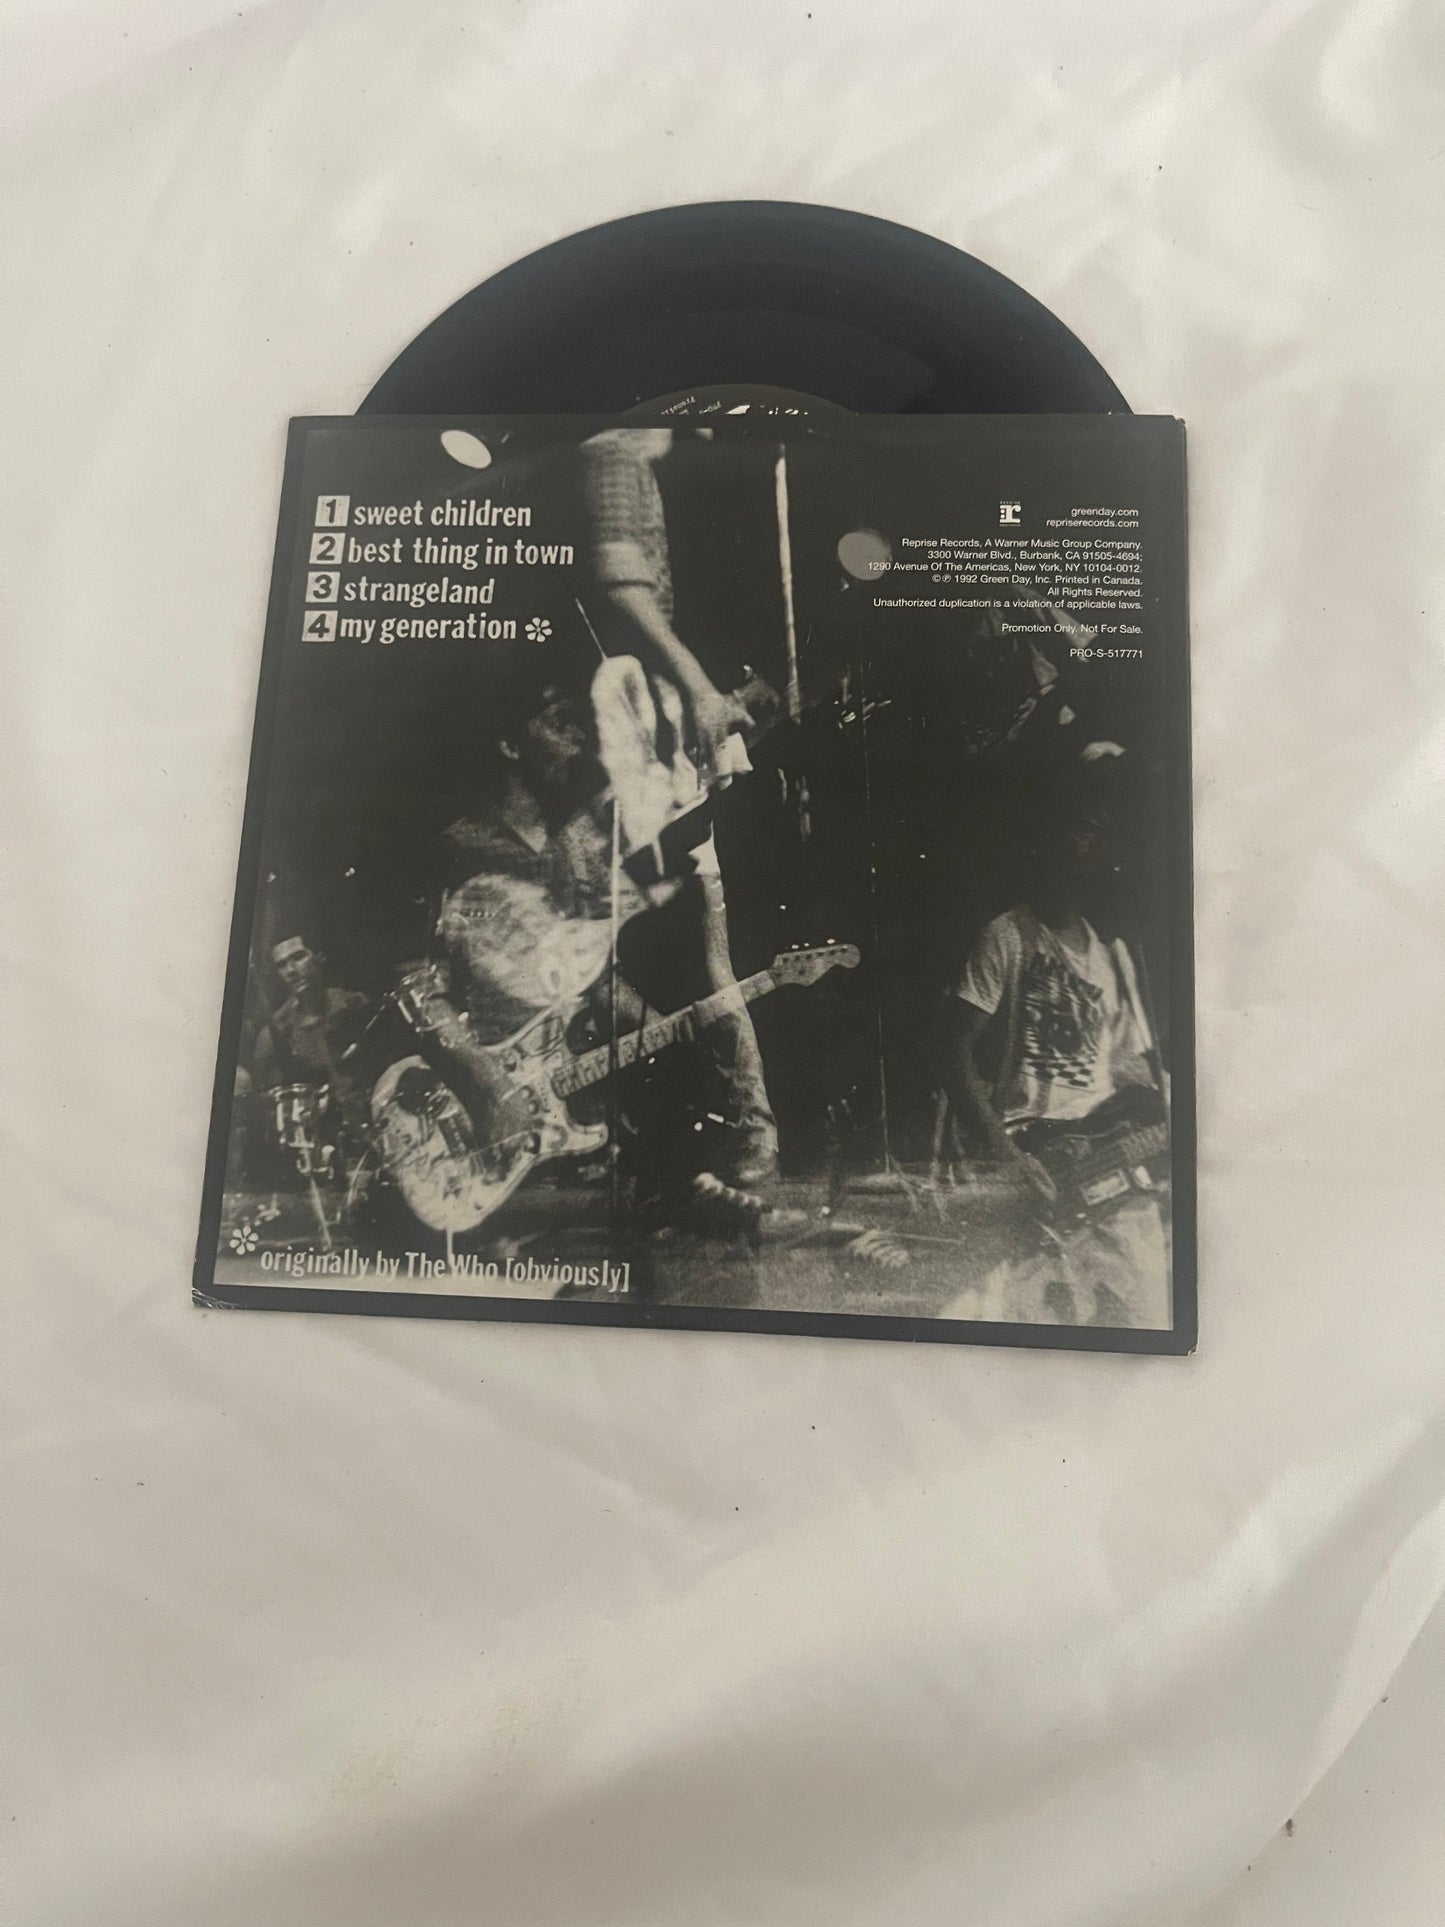 1 sweet children
2 best thing in town
3 strangeland
4 my generation *
r
greenday.com
repriserecords.com
Reprise Records, A Warner Music Group Company.
3300 Warner Blvd., Burbank, CA 91505-4694;
1290 Avenue Of The Americas, New York, NY 10104-0012.
©℗ 1992 Green Day, Inc. Printed in Canada.
All Rights Reserved.
Unauthorized duplication is a violation of applicable laws.
Promotion Only. Not For Sale.
PRO-S-517771
* originally by The Who [obviously]